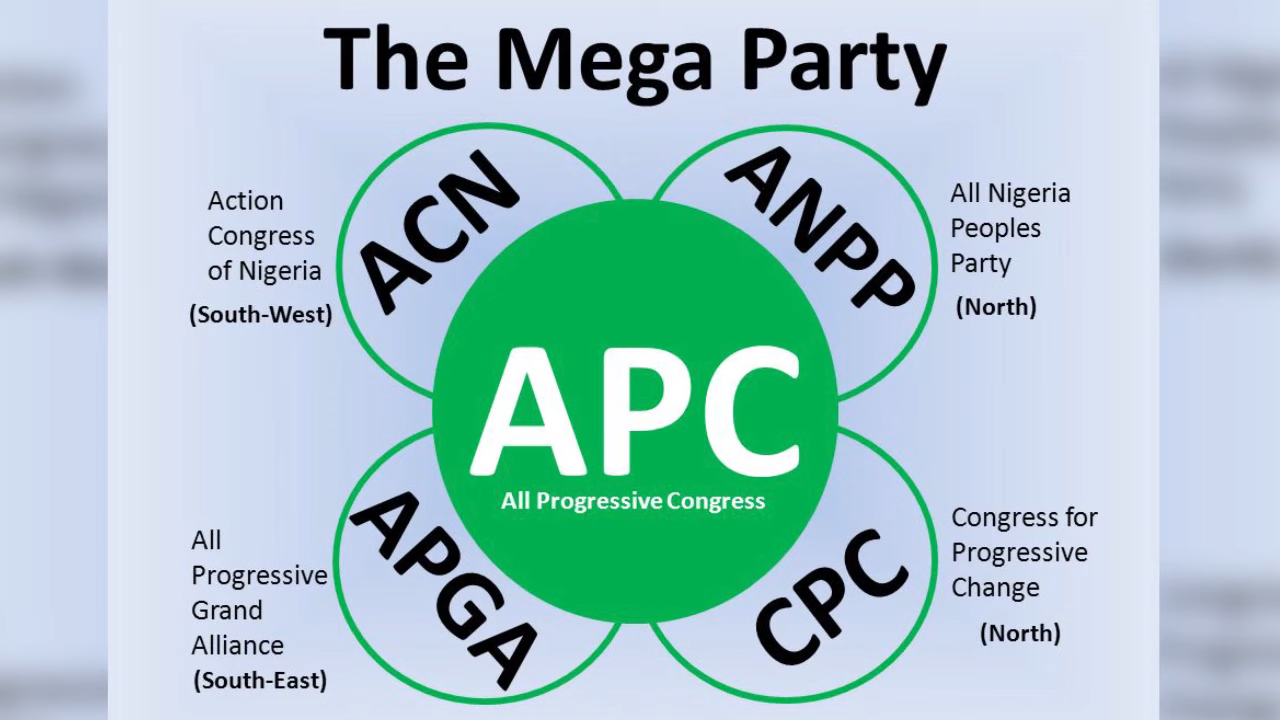 The Mega Party
ACN
ANPP
Action
Congress
of Nigeria
(South-West)
All Nigeria
Peoples
Party
(North)
APC
All Progressive Congress
APGA
CPC
All
Progressive
Grand
Alliance
(South-East)
Congress for
Progressive
Change
(North)